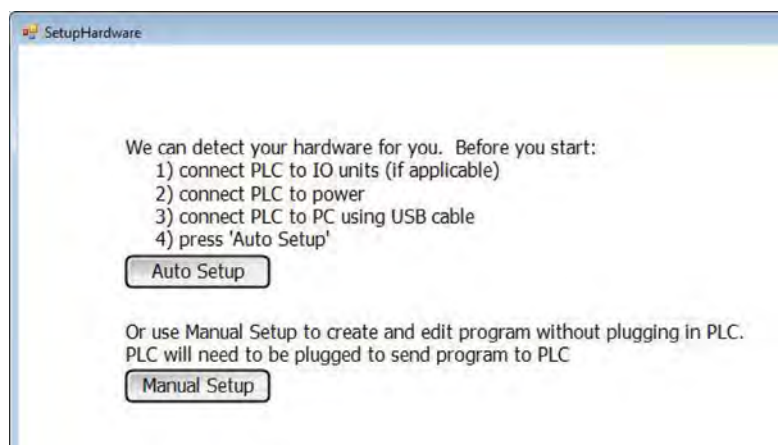 SetupHardware
We can detect your hardware for you.  Before you start:
1) connect PLC to IO units (if applicable)
2) connect PLC to power
3) connect PLC to PC using USB cable
4) press 'Auto Setup'
Auto Setup
Or use Manual Setup to create and edit program without plugging in PLC.
PLC will need to be plugged to send program to PLC
Manual Setup